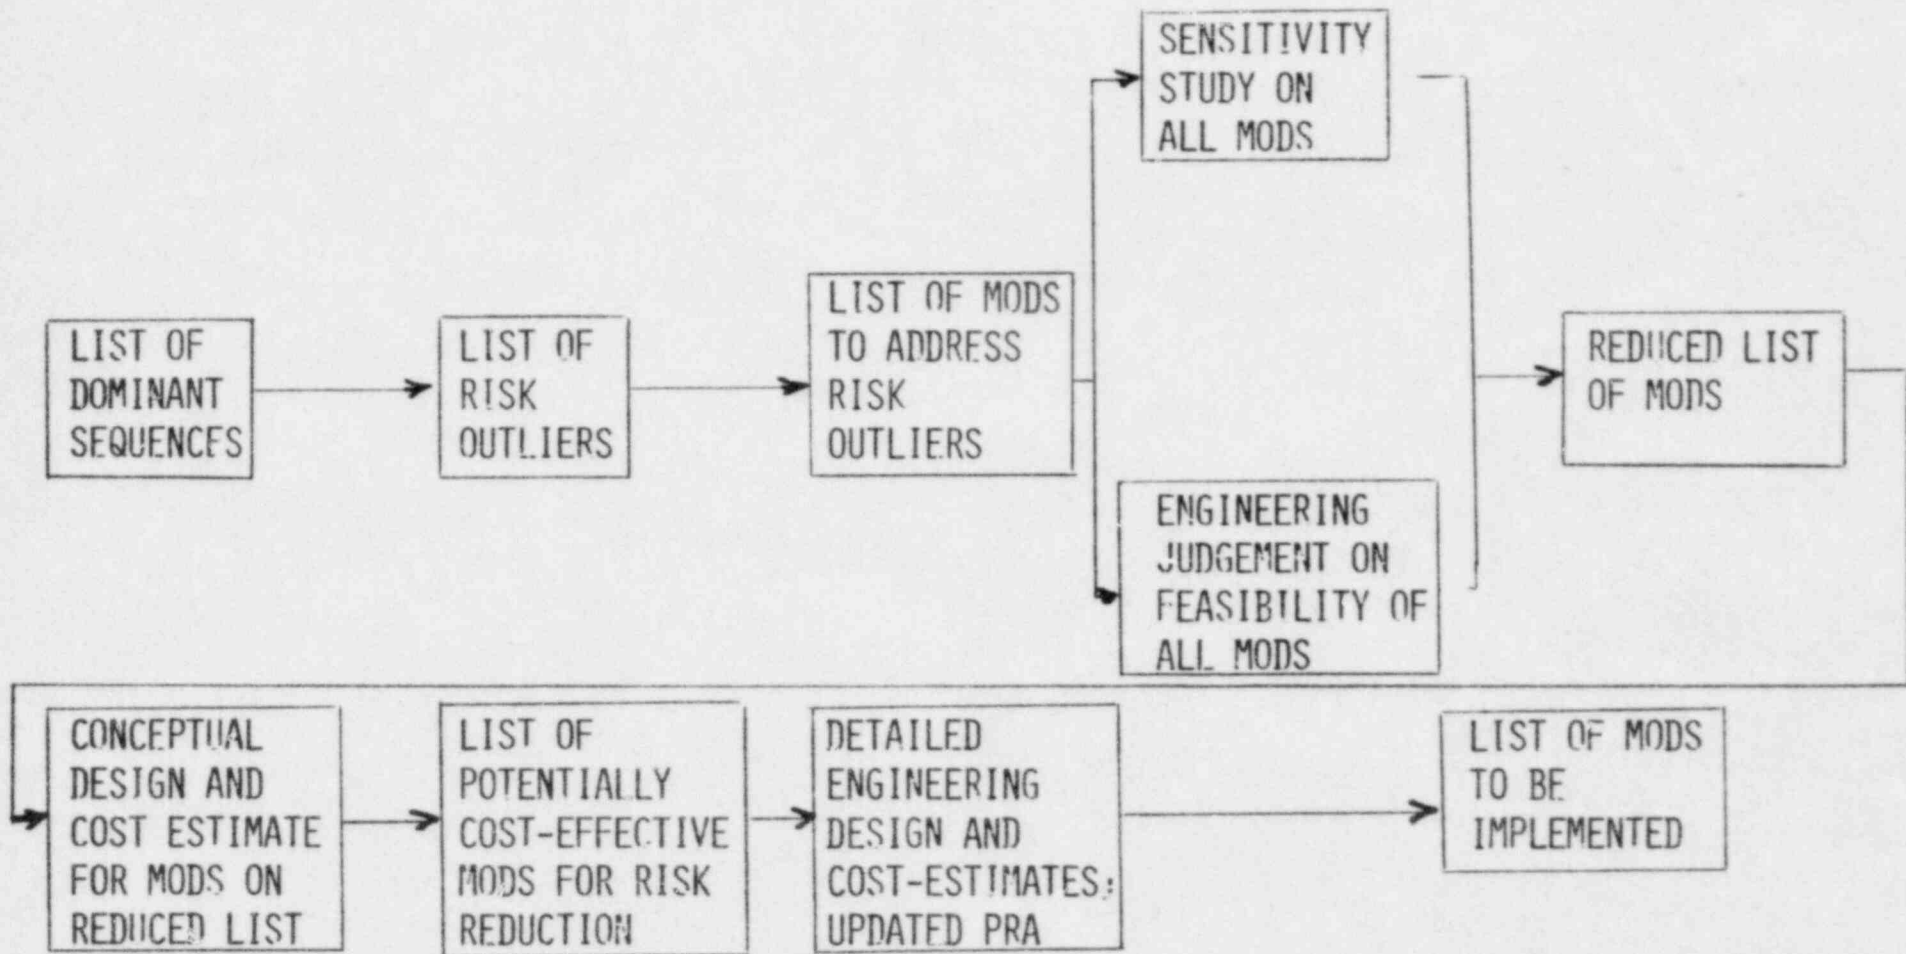 LIST OF
DOMINANT
SEQUENCES
LIST OF
RISK
OUTLIERS
LIST OF MODS
TO ADDRESS
RISK
OUTLIERS
SENSITIVITY
STUDY ON
ALL MODS
ENGINEERING
JUDGEMENT ON
FEASIBILITY OF
ALL MODS
REDUCED LIST
OF MODS
CONCEPTUAL
DESIGN AND
COST ESTIMATE
FOR MODS ON
REDUCED LIST
LIST OF
POTENTIALLY
COST-EFFECTIVE
MODS FOR RISK
REDUCTION
DETAILED
ENGINEERING
DESIGN AND
COST-ESTIMATES;
UPDATED PRA
LIST OF MODS
TO BE
IMPLEMENTED